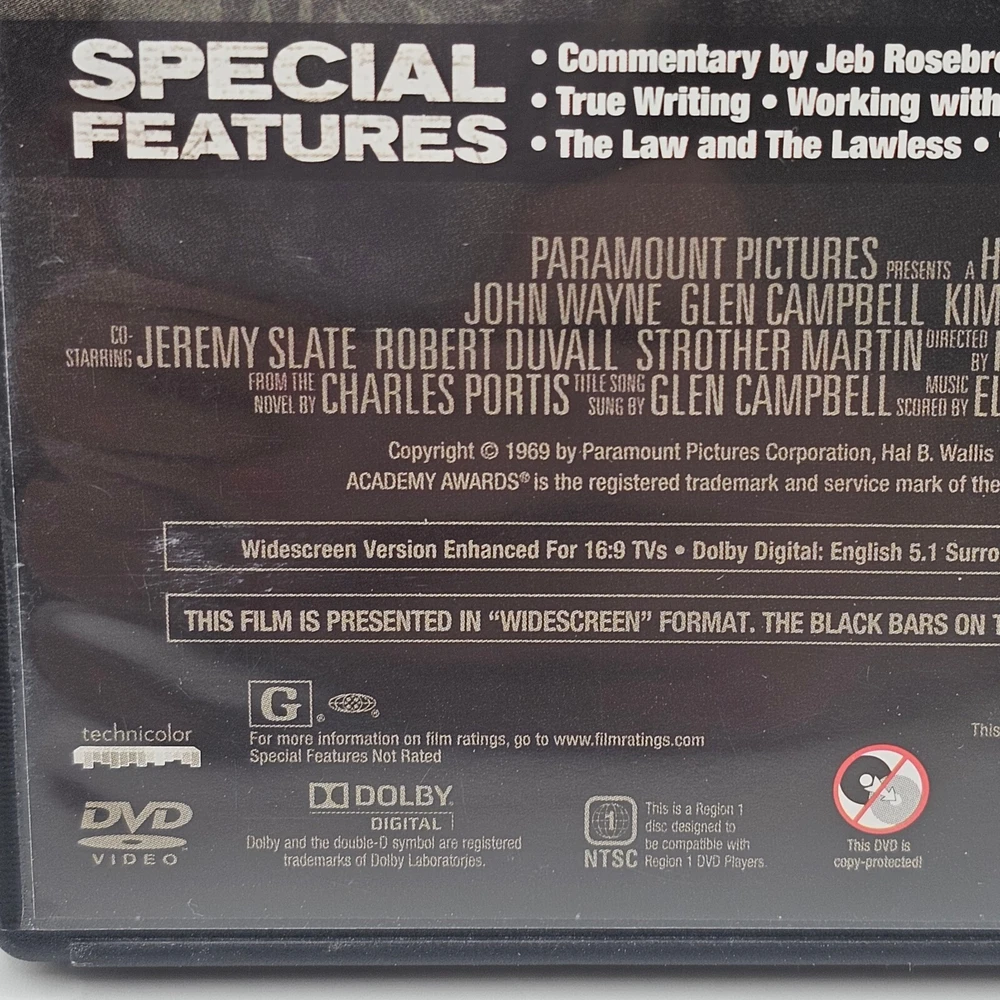 SPECIAL
FEATURES
• Commentary by Jeb Rosebr
• True Writing • Working with
• The Law and The Lawless •
PARAMOUNT PICTURES PRESENTS A H
JOHN WAYNE GLEN CAMPBELL KIM
CO-STARRING JEREMY SLATE ROBERT DUVALL STROTHER MARTIN DIRECTED BY
FROM THE NOVEL BY CHARLES PORTIS TITLE SONG SUNG BY GLEN CAMPBELL MUSIC SCORED BY EL
Copyright © 1969 by Paramount Pictures Corporation, Hal B. Wallis
ACADEMY AWARDS® is the registered trademark and service mark of the
Widescreen Version Enhanced For 16:9 TVs • Dolby Digital: English 5.1 Surro
THIS FILM IS PRESENTED IN “WIDESCREEN” FORMAT. THE BLACK BARS ON T
G®
For more information on film ratings, go to www.filmratings.com
Special Features Not Rated
This
technicolor
DVD
VIDEO
DOLBY
DIGITAL
Dolby and the double-D symbol are registered
trademarks of Dolby Laboratories.
1
NTSC
This is a Region 1
disc designed to
be compatible with
Region 1 DVD Players.
This DVD is
copy-protected!